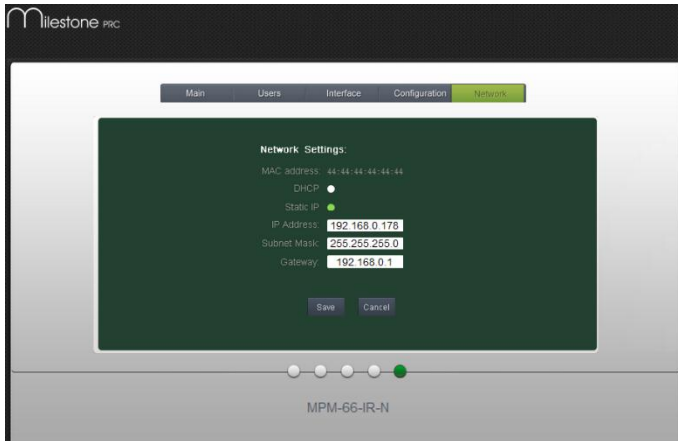 Milestone PRC
Main Users Interface Configuration Network
Network Settings:
MAC address: 44:44:44:44:44:44
DHCP
Static IP
IP Address: 192.168.0.178
Subnet Mask: 255.255.255.0
Gateway: 192.168.0.1
Save Cancel
MPM-66-IR-N